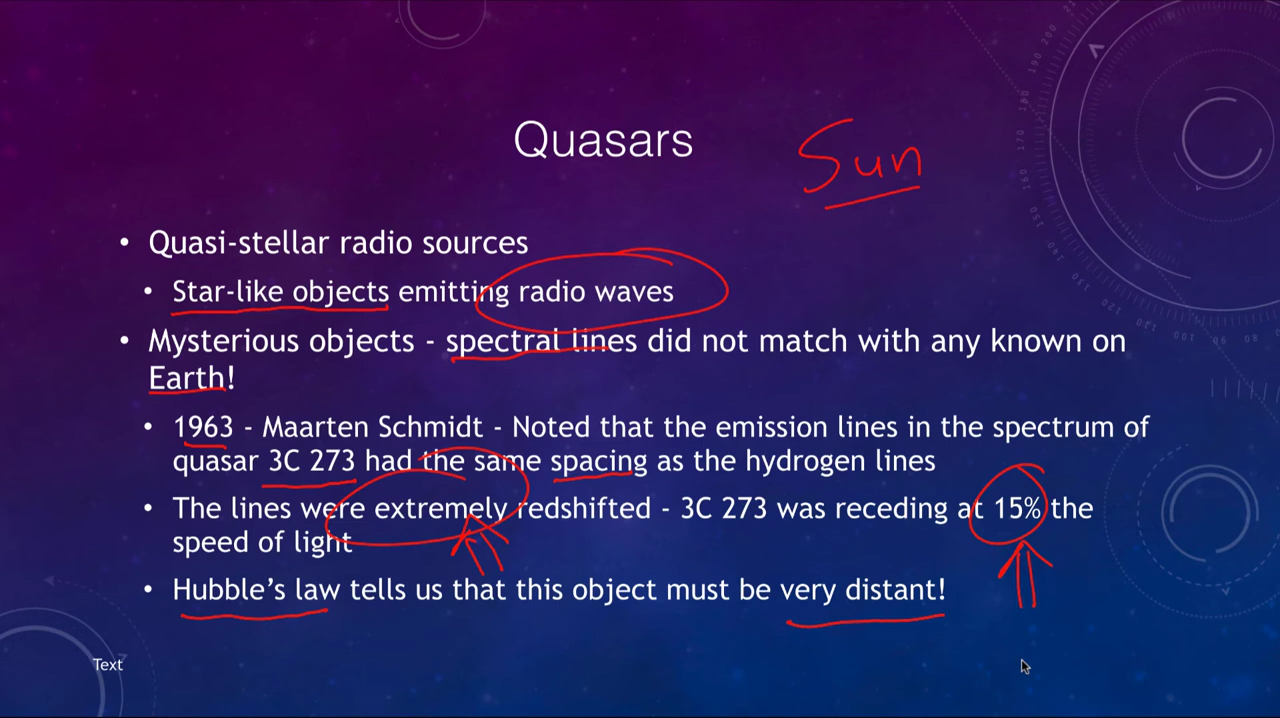 Quasars
Sun
• Quasi-stellar radio sources
• Star-like objects emitting radio waves
• Mysterious objects - spectral lines did not match with any known on
Earth!
• 1963 - Maarten Schmidt - Noted that the emission lines in the spectrum of
quasar 3C 273 had the same spacing as the hydrogen lines
• The lines were extremely redshifted - 3C 273 was receding at 15% the
speed of light
• Hubble's law tells us that this object must be very distant!
Text